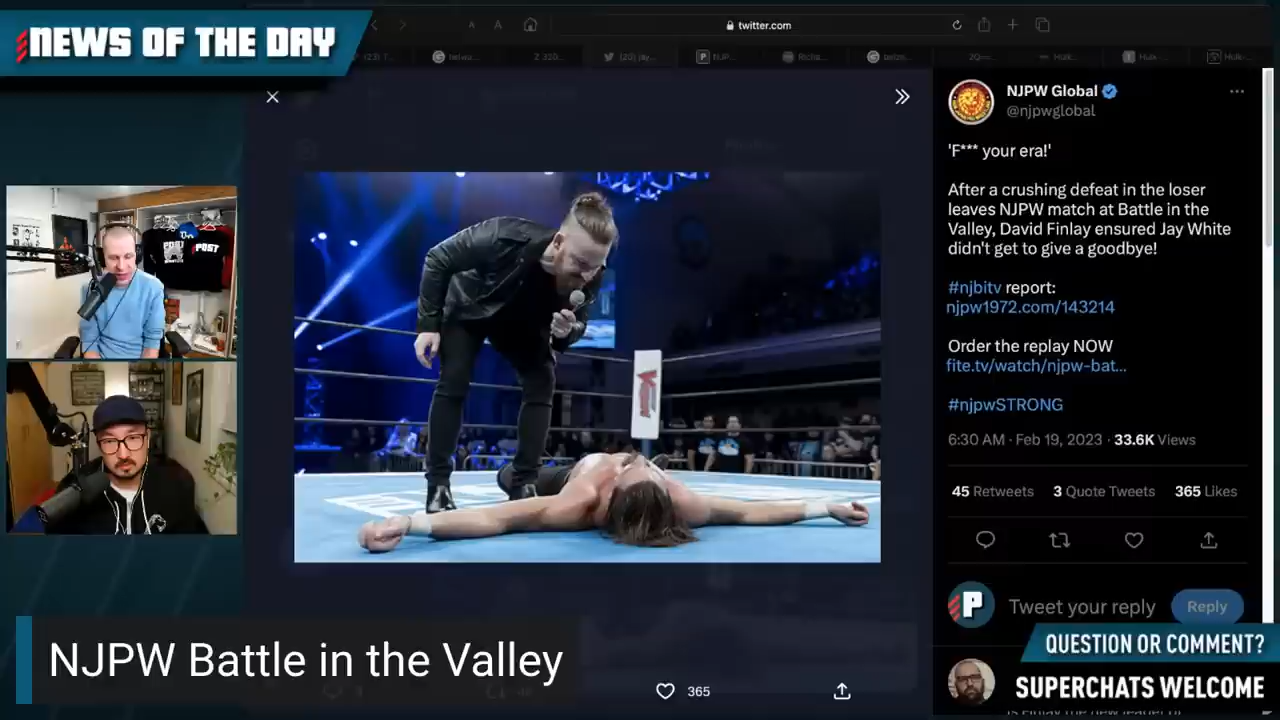 NEWS OF THE DAY
twitter.com
NJPW Global
@njpwglobal
'F*** your era!'
After a crushing defeat in the loser
leaves NJPW match at Battle in the
Valley, David Finlay ensured Jay White
didn't get to give a goodbye!
#njbitv report:
njpw1972.com/143214
Order the replay NOW
fite.tv/watch/njpw-bat...
#njpwSTRONG
6:30 AM · Feb 19, 2023 · 33.6K Views
45 Retweets 3 Quote Tweets 365 Likes
Tweet your reply
Reply
POST
POST
P
NJPW Battle in the Valley
365
QUESTION OR COMMENT?
SUPERCHATS WELCOME